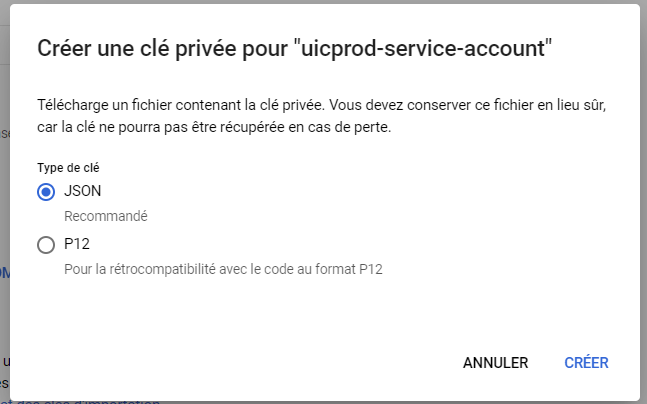 Créer une clé privée pour "uicprod-service-account"
Télécharge un fichier contenant la clé privée. Vous devez conserver ce fichier en lieu sûr,
car la clé ne pourra pas être récupérée en cas de perte.
Type de clé
JSON
Recommandé
P12
Pour la rétrocompatibilité avec le code au format P12
ANNULER
CRÉER